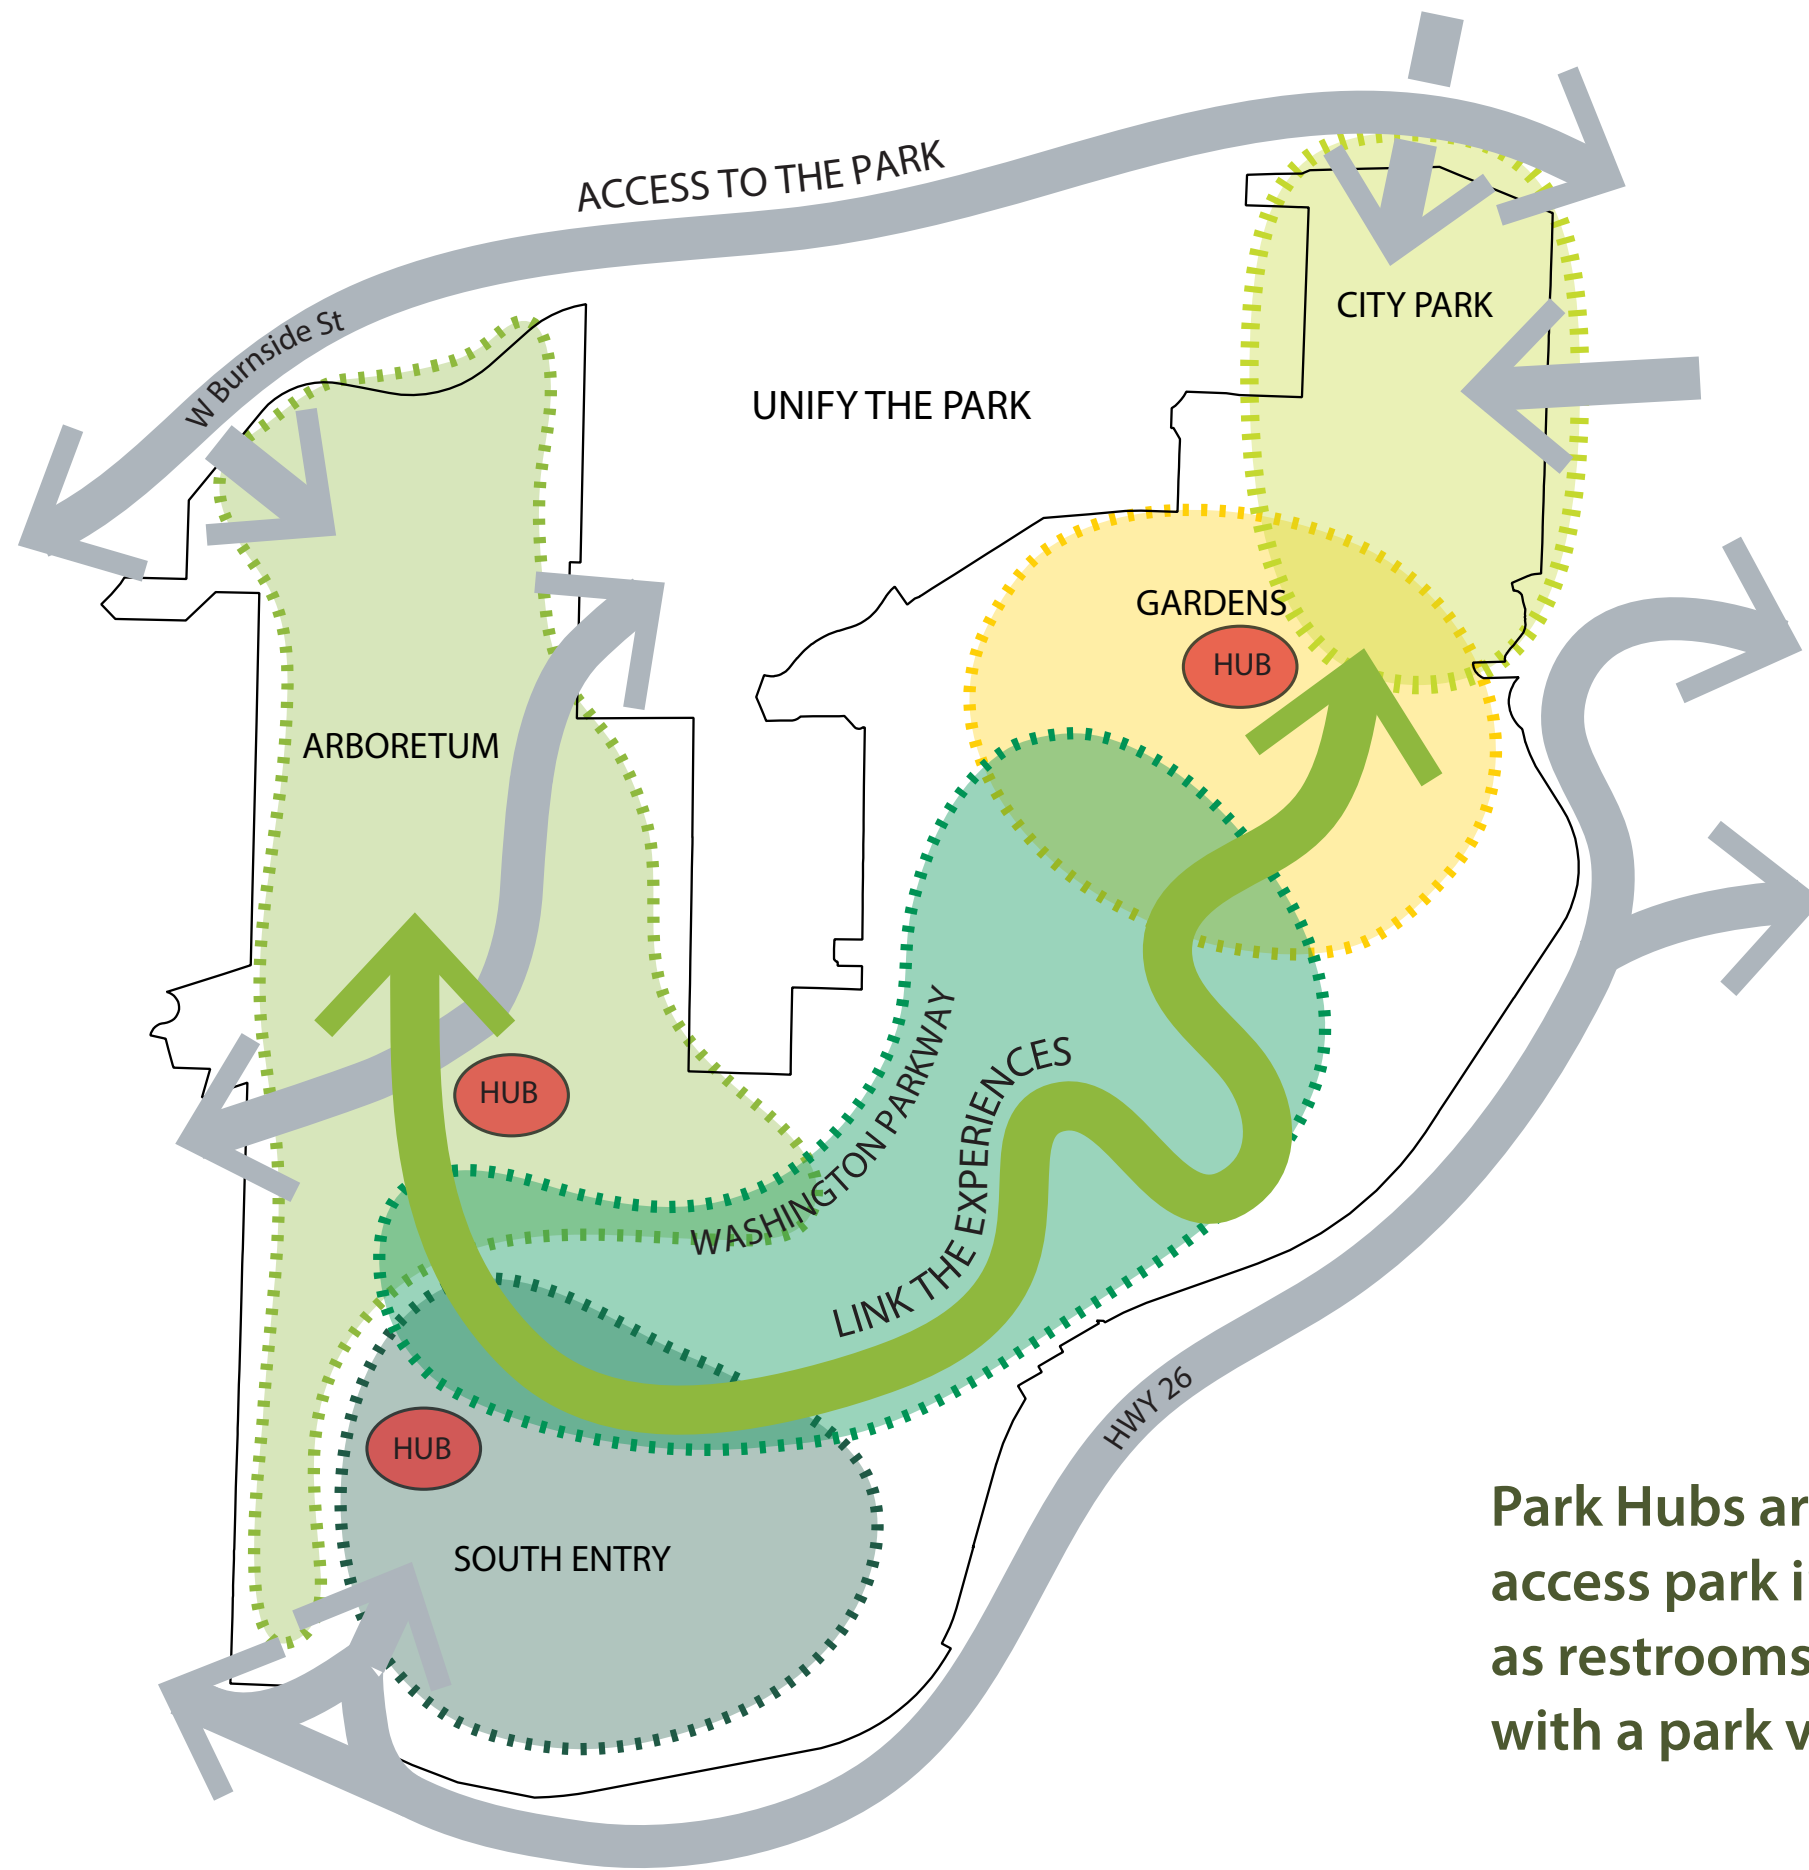 ACCESS TO THE PARK
W Burnside St
CITY PARK
UNIFY THE PARK
GARDENS
HUB
ARBORETUM
HUB
WASHINGTON PARKWAY
LINK THE EXPERIENCES
HWY 26
HUB
SOUTH ENTRY
Park Hubs ar
access park i
as restrooms
with a park v